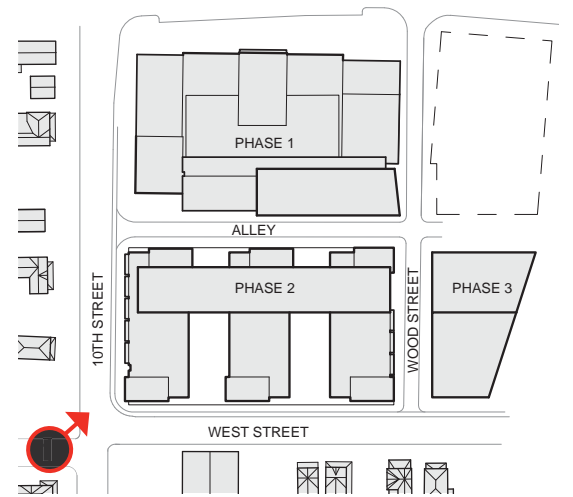 PHASE 1
ALLEY
PHASE 2
PHASE 3
10TH STREET
WOOD STREET
WEST STREET